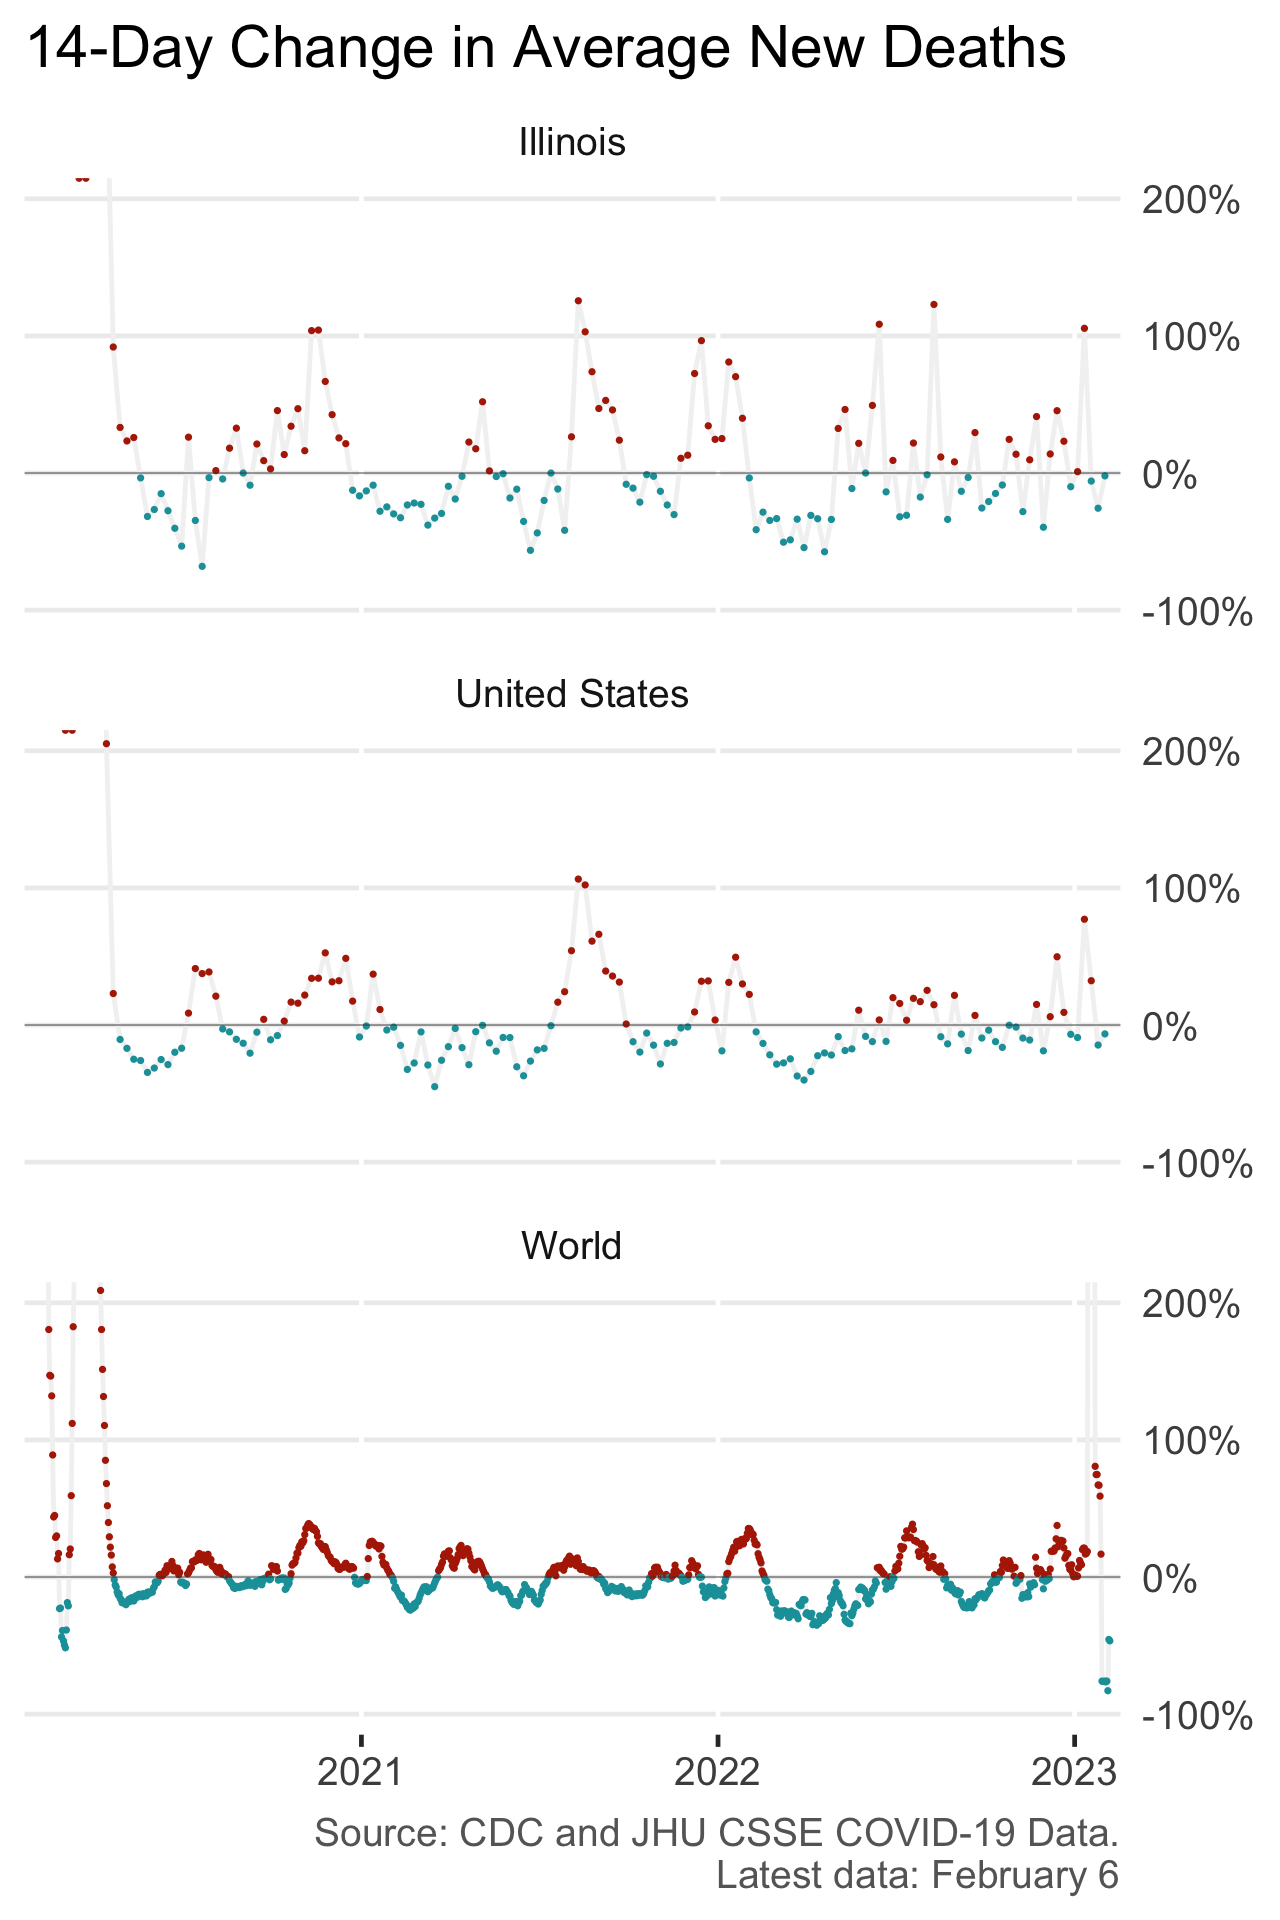 14-Day Change in Average New Deaths
Illinois
200%
100%
0%
-100%
United States
200%
100%
0%
-100%
World
200%
100%
0%
-100%
2021 2022 2023
Source: CDC and JHU CSSE COVID-19 Data.
Latest data: February 6